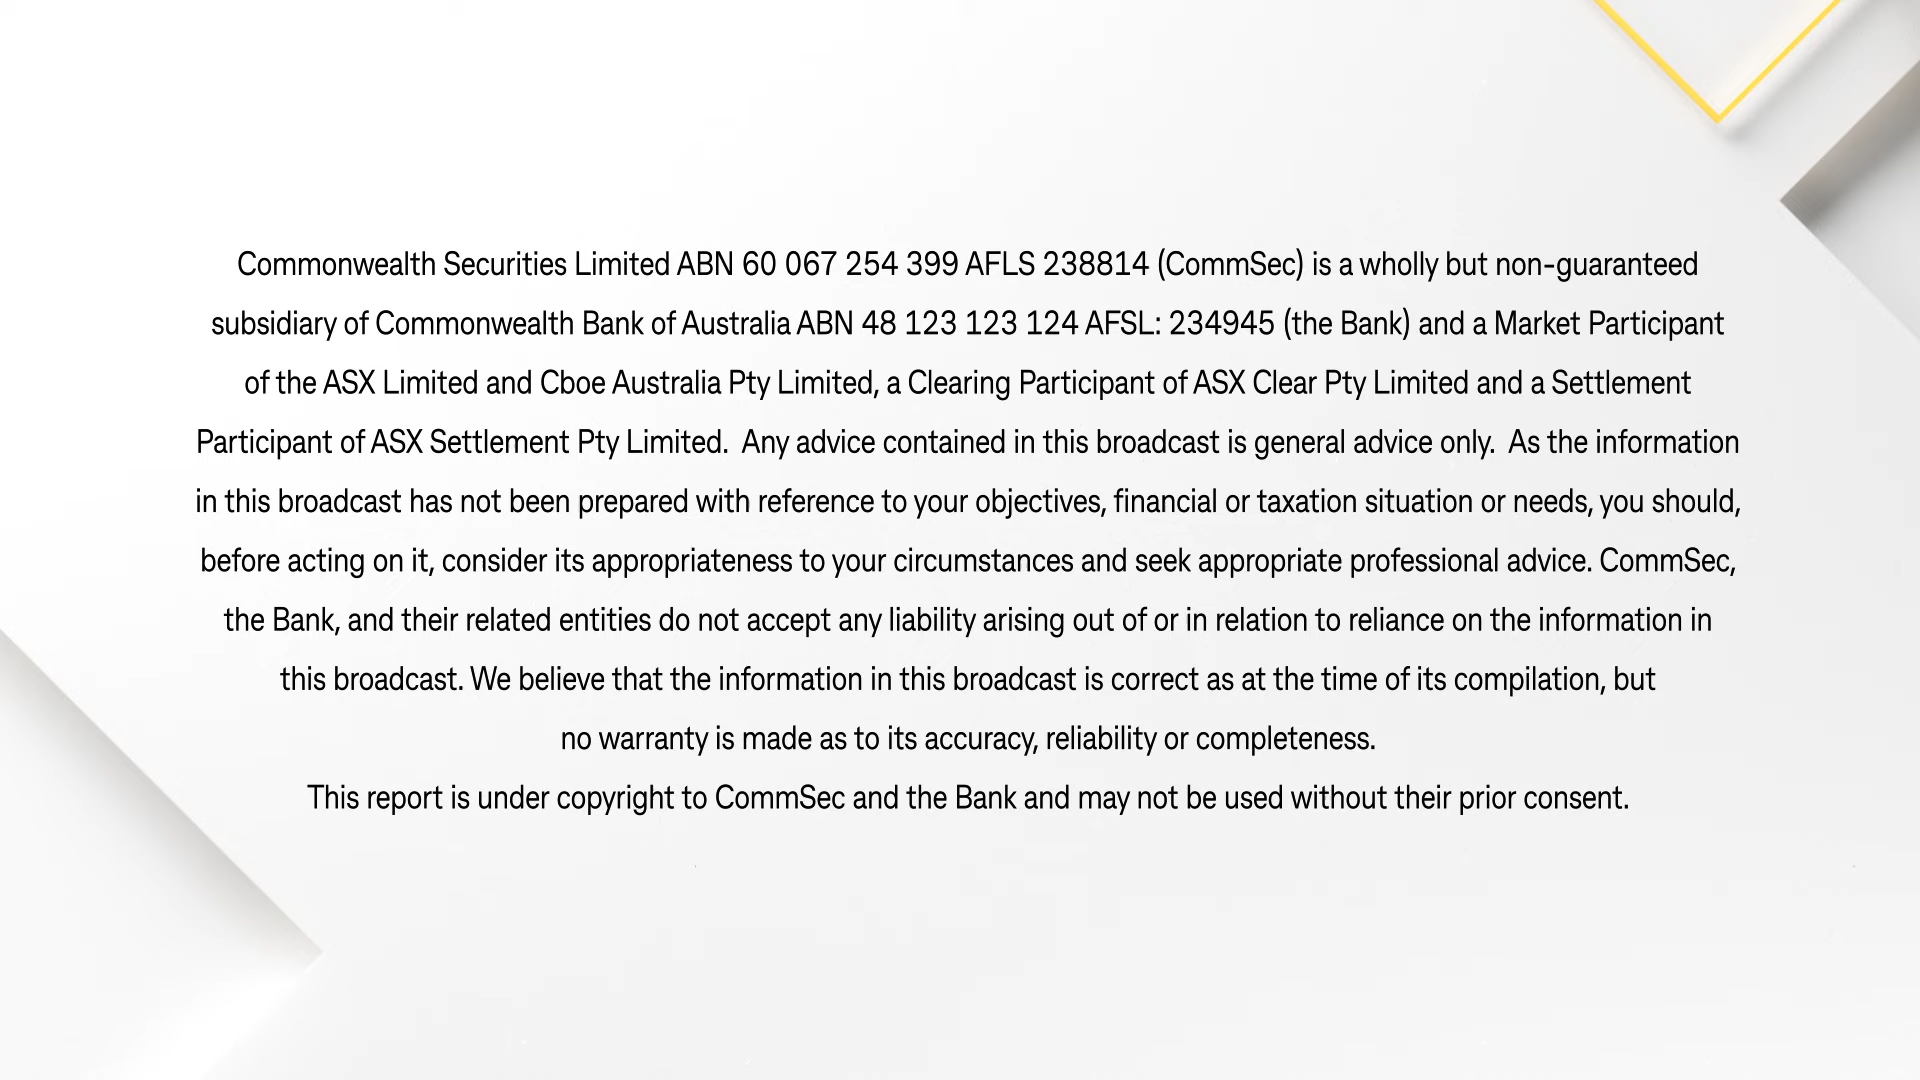 Commonwealth Securities Limited ABN 60 067 254 399 AFLS 238814 (CommSec) is a wholly but non-guaranteed
subsidiary of Commonwealth Bank of Australia ABN 48 123 123 124 AFSL: 234945 (the Bank) and a Market Participant
of the ASX Limited and Cboe Australia Pty Limited, a Clearing Participant of ASX Clear Pty Limited and a Settlement
Participant of ASX Settlement Pty Limited.  Any advice contained in this broadcast is general advice only.  As the information
in this broadcast has not been prepared with reference to your objectives, financial or taxation situation or needs, you should,
before acting on it, consider its appropriateness to your circumstances and seek appropriate professional advice. CommSec,
the Bank, and their related entities do not accept any liability arising out of or in relation to reliance on the information in
this broadcast. We believe that the information in this broadcast is correct as at the time of its compilation, but
no warranty is made as to its accuracy, reliability or completeness.
This report is under copyright to CommSec and the Bank and may not be used without their prior consent.